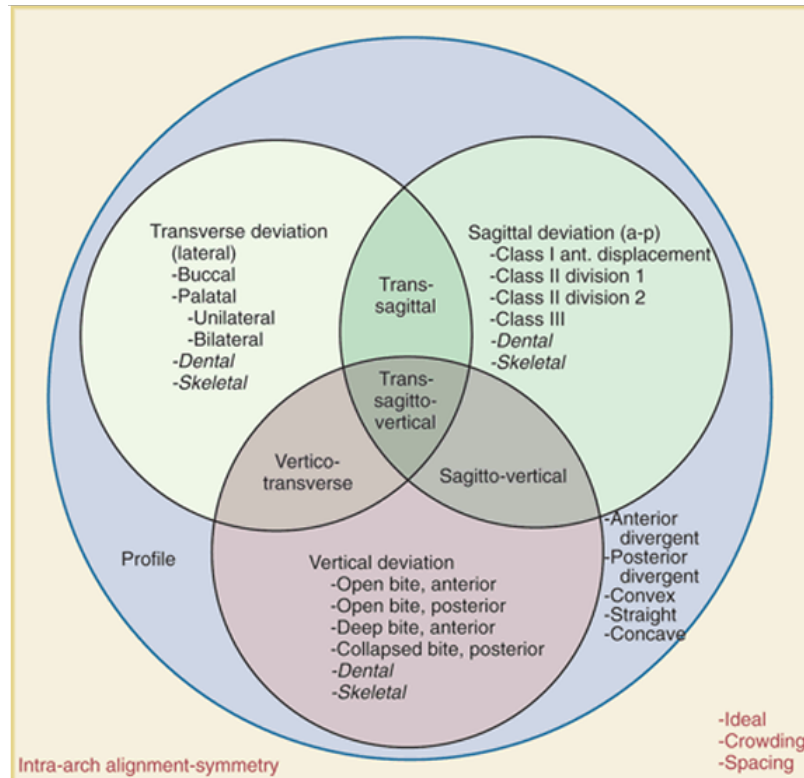 Transverse deviation
(lateral)
-Buccal
-Palatal
-Unilateral
-Bilateral
-Dental
-Skeletal
Trans-
sagittal
Sagittal deviation (a-p)
-Class I ant. displacement
-Class II division 1
-Class II division 2
-Class III
-Dental
-Skeletal
Trans-
sagitto-
vertical
Vertico-
transverse
Sagitto-vertical
Profile
-Anterior
divergent
-Posterior
divergent
-Convex
-Straight
-Concave
Vertical deviation
-Open bite, anterior
-Open bite, posterior
-Deep bite, anterior
-Collapsed bite, posterior
-Dental
-Skeletal
Intra-arch alignment-symmetry
-Ideal
-Crowding
-Spacing